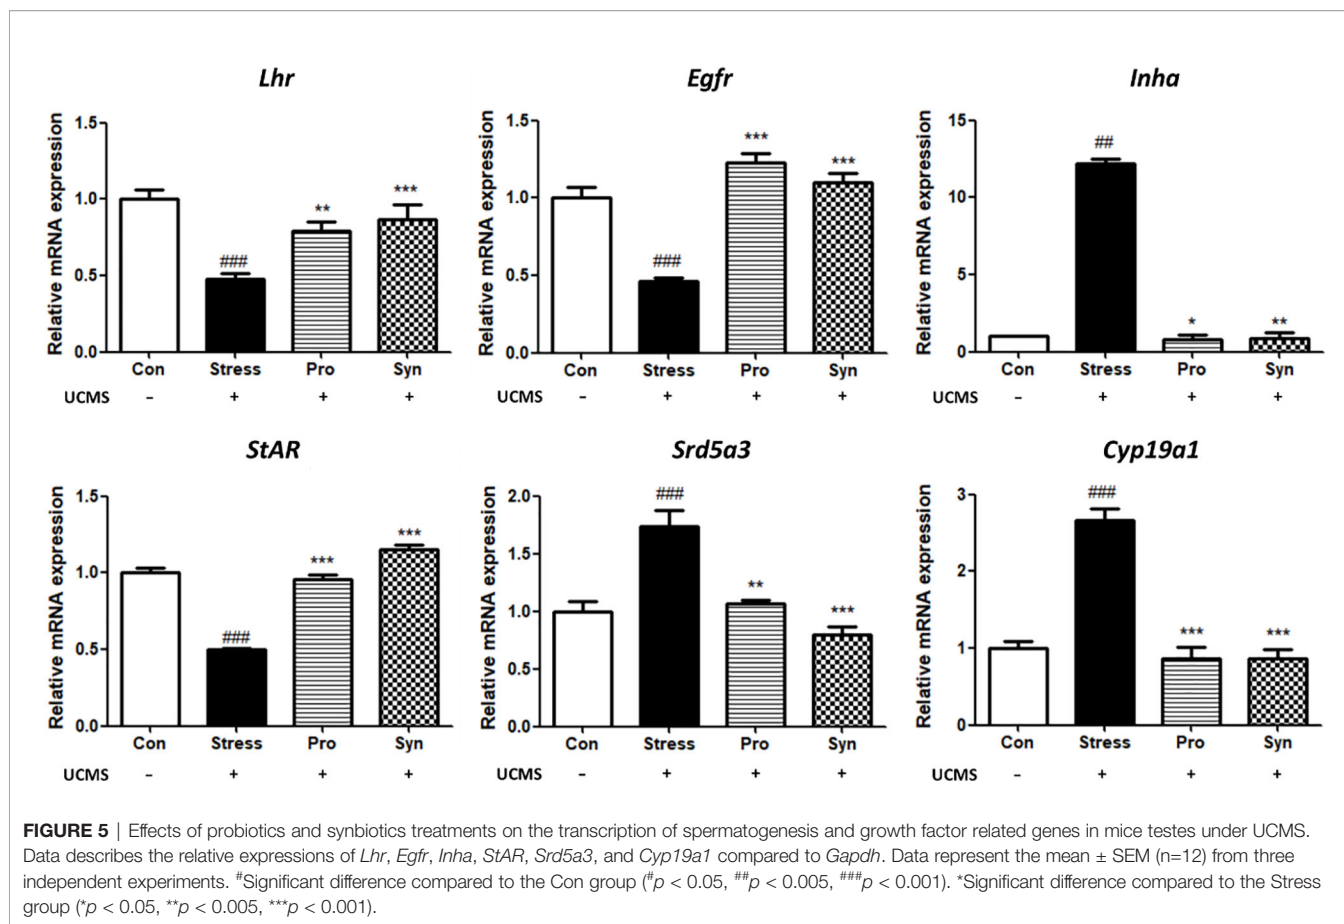 Lhr
Relative mRNA expression
1.5
1.0
0.5
0.0
###
**
***
Con Stress Pro Syn
UCMS - + + +
Egfr
Relative mRNA expression
1.5
1.0
0.5
0.0
###
***
***
Con Stress Pro Syn
UCMS - + + +
Inha
Relative mRNA expression
15
10
5
0
##
*
**
Con Stress Pro Syn
UCMS - + + +
StAR
Relative mRNA expression
1.5
1.0
0.5
0.0
###
***
***
Con Stress Pro Syn
UCMS - + + +
Srd5a3
Relative mRNA expression
2.0
1.5
1.0
0.5
0.0
###
**
***
Con Stress Pro Syn
UCMS - + + +
Cyp19a1
Relative mRNA expression
3
2
1
0
###
***
***
Con Stress Pro Syn
UCMS - + + +
FIGURE 5 | Effects of probiotics and synbiotics treatments on the transcription of spermatogenesis and growth factor related genes in mice testes under UCMS.
Data describes the relative expressions of Lhr, Egfr, Inha, StAR, Srd5a3, and Cyp19a1 compared to Gapdh. Data represent the mean ± SEM (n=12) from three
independent experiments. #Significant difference compared to the Con group (#p < 0.05, ##p < 0.005, ###p < 0.001). *Significant difference compared to the Stress
group (*p < 0.05, **p < 0.005, ***p < 0.001).